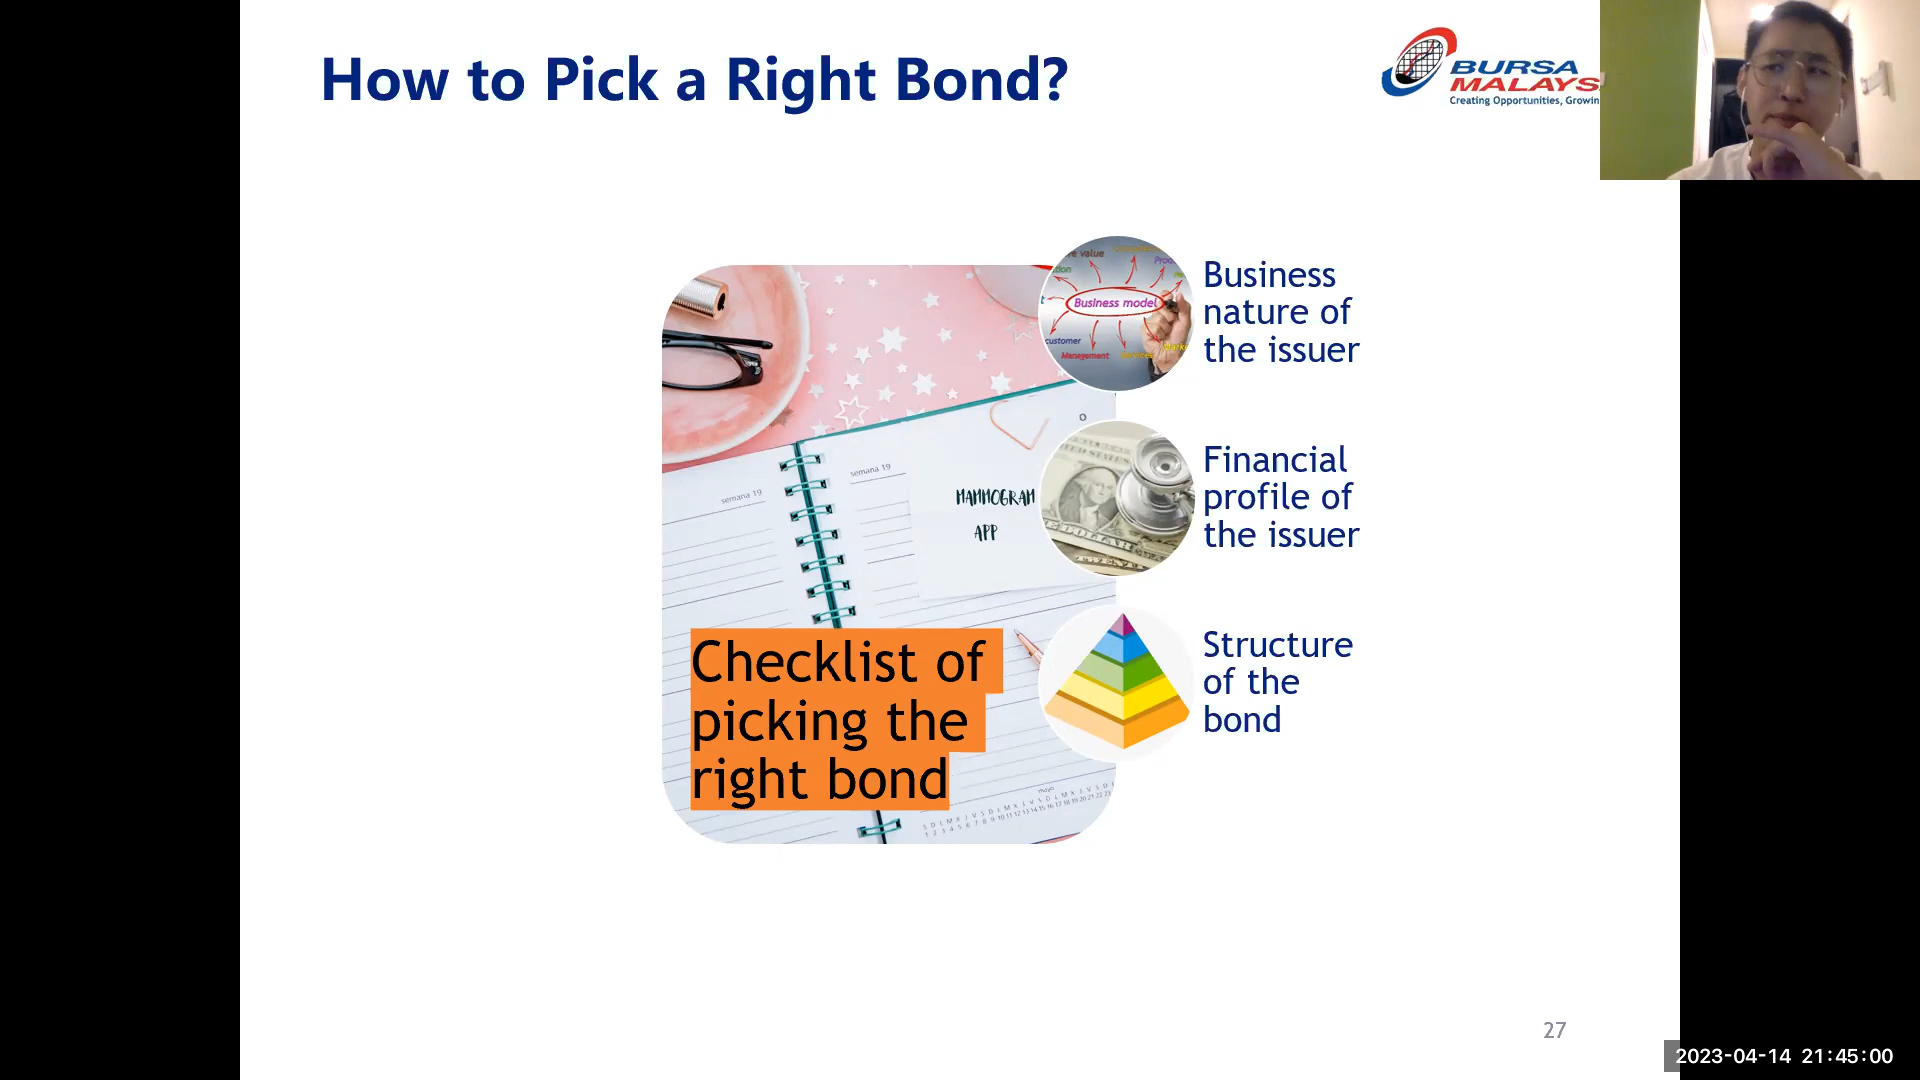 How to Pick a Right Bond?
BURSA
MALAYS
Creating Opportunities, Growin
Business model
customer
Management
Business
nature of
the issuer
semana 19
semana 19
MAMMOGRAM
APP
Financial
profile of
the issuer
Checklist of
picking the
right bond
Structure
of the
bond
mayo
27
2023-04-14 21:45:00